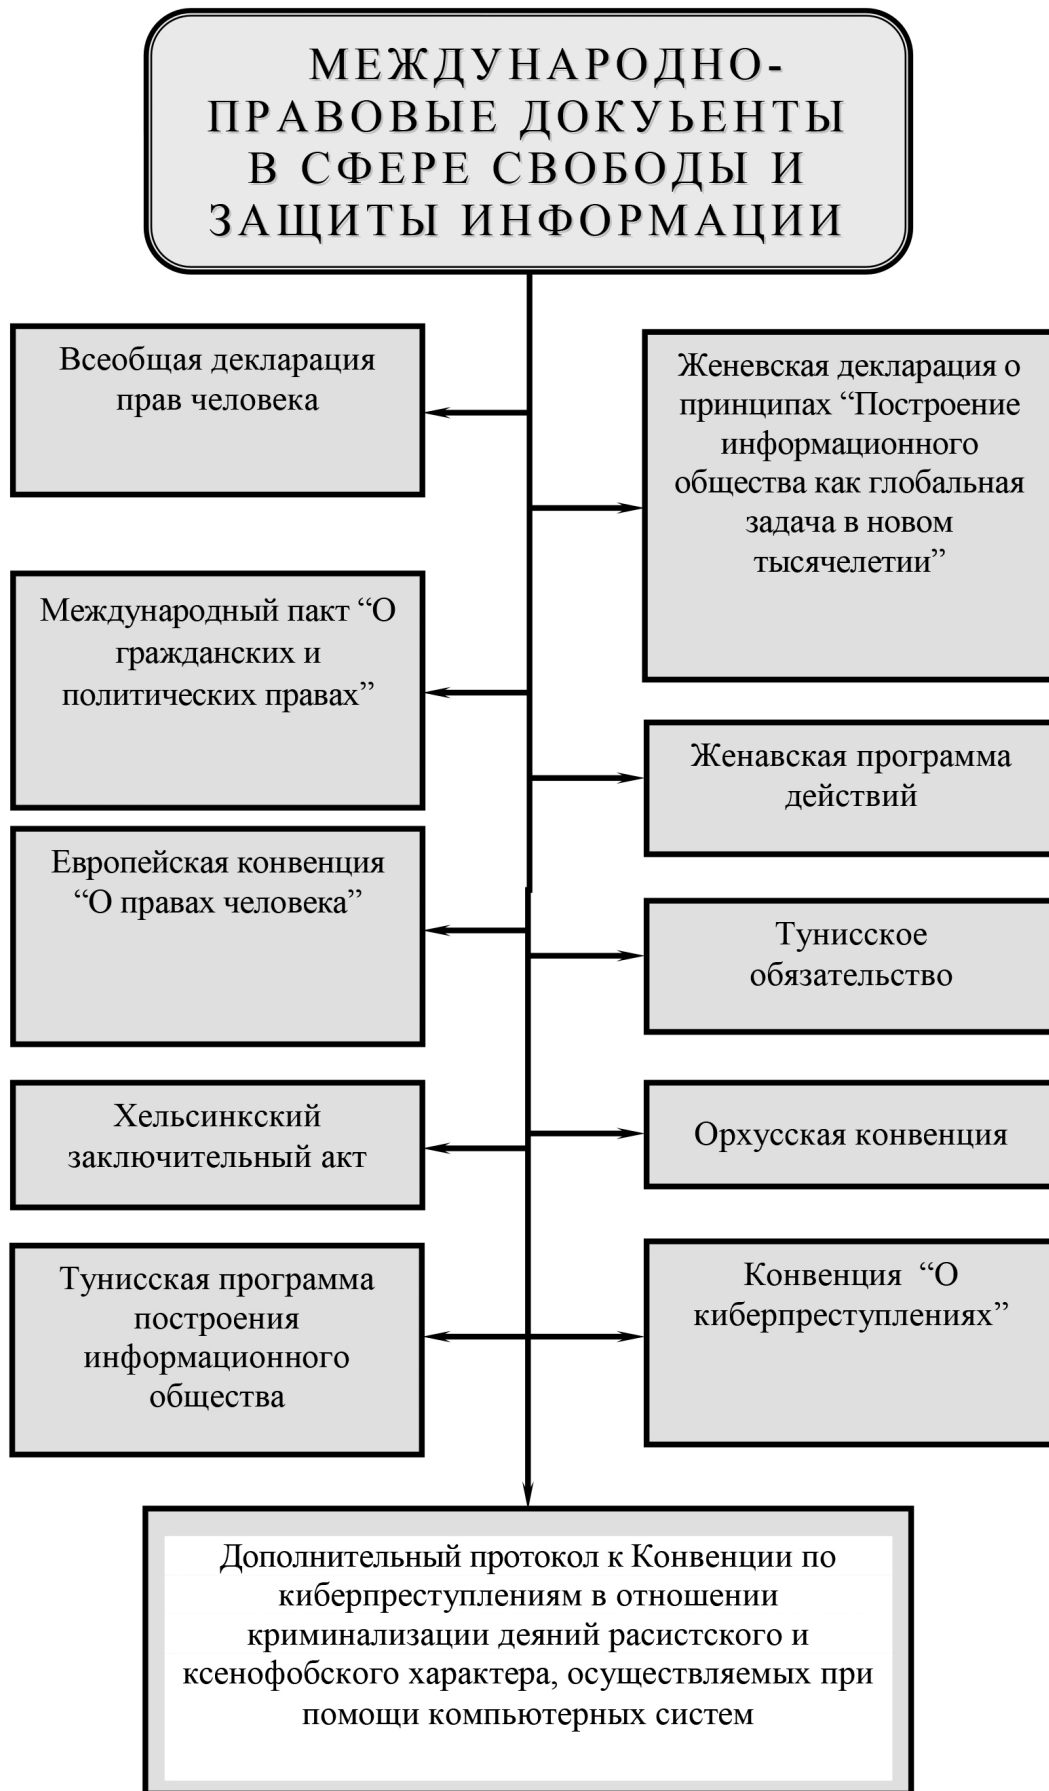 МЕЖДУНАРОДНО-
ПРАВОВЫЕ ДОКУЬЕНТЫ
В СФЕРЕ СВОБОДЫ И
ЗАЩИТЫ ИНФОРМАЦИИ
Всеобщая декларация
прав человека
Женевская декларация о
принципах “Построение
информационного
общества как глобальная
задача в новом
тысячелетии”
Международный пакт “О
гражданских и
политических правах”
Женавская программа
действий
Европейская конвенция
“О правах человека”
Тунисское
обязательство
Хельсинкский
заключительный акт
Орхусская конвенция
Тунисская программа
построения
информационного
общества
Конвенция “О
киберпреступлениях”
Дополнительный протокол к Конвенции по
киберпреступлениям в отношении
криминализации деяний расистского и
ксенофобского характера, осуществляемых при
помощи компьютерных систем